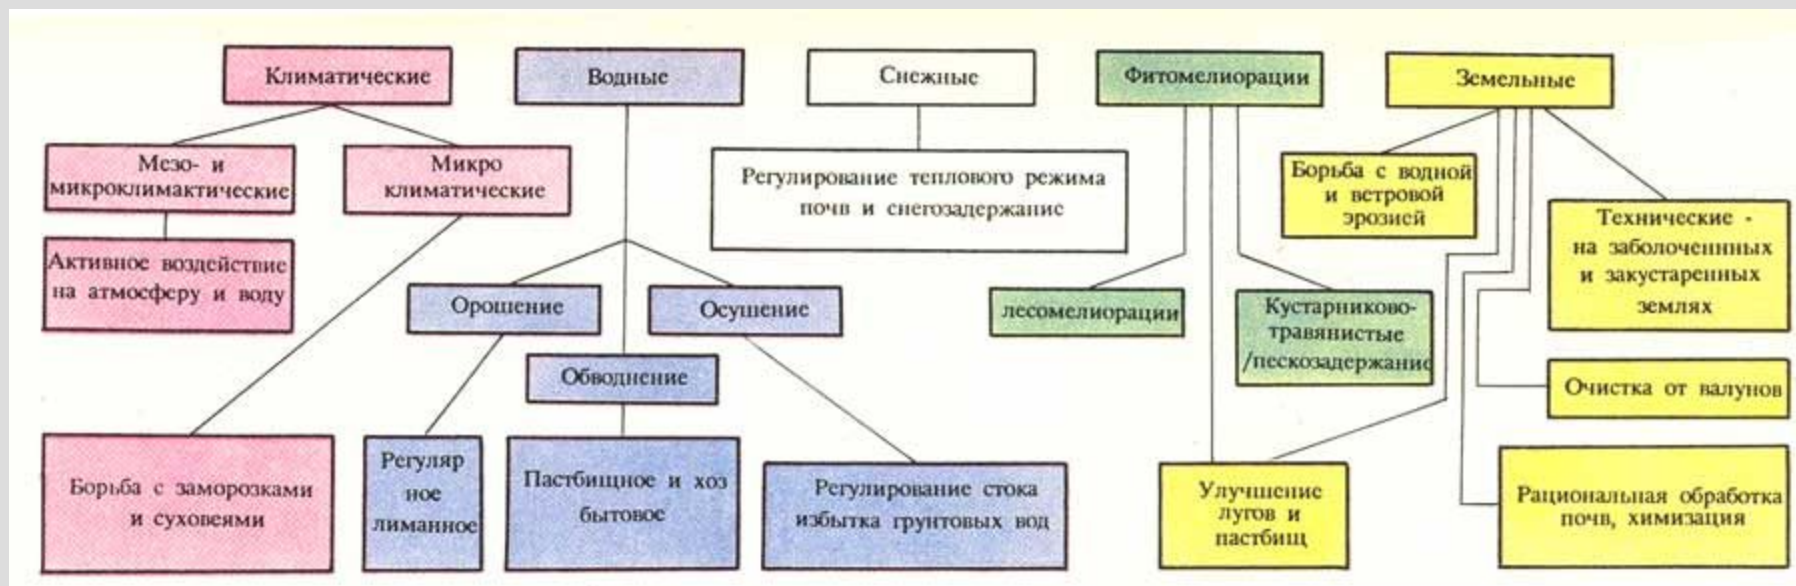 Климатические
Водные
Снежные
Фитомелиорации
Земельные
Мезо- и
микроклимактические
Микро
климатические
Регулирование теплового режима
почв и снегозадержание
Борьба с водной
и ветровой
эрозией
Технические -
на заболоченнных
и закустаренных
землях
Активное воздействие
на атмосферу и воду
Орошение
Осушение
лесомелиорации
Кустарниково-
травянистые
/пескозадержание
Обводнение
Очистка от валунов
Борьба с заморозками
и суховеями
Регуляр
ное
лиманное
Пастбищное и хоз
бытовое
Регулирование стока
избытка грунтовых вод
Улучшение
лугов и
пастбищ
Рациональная обработка
почв, химизация